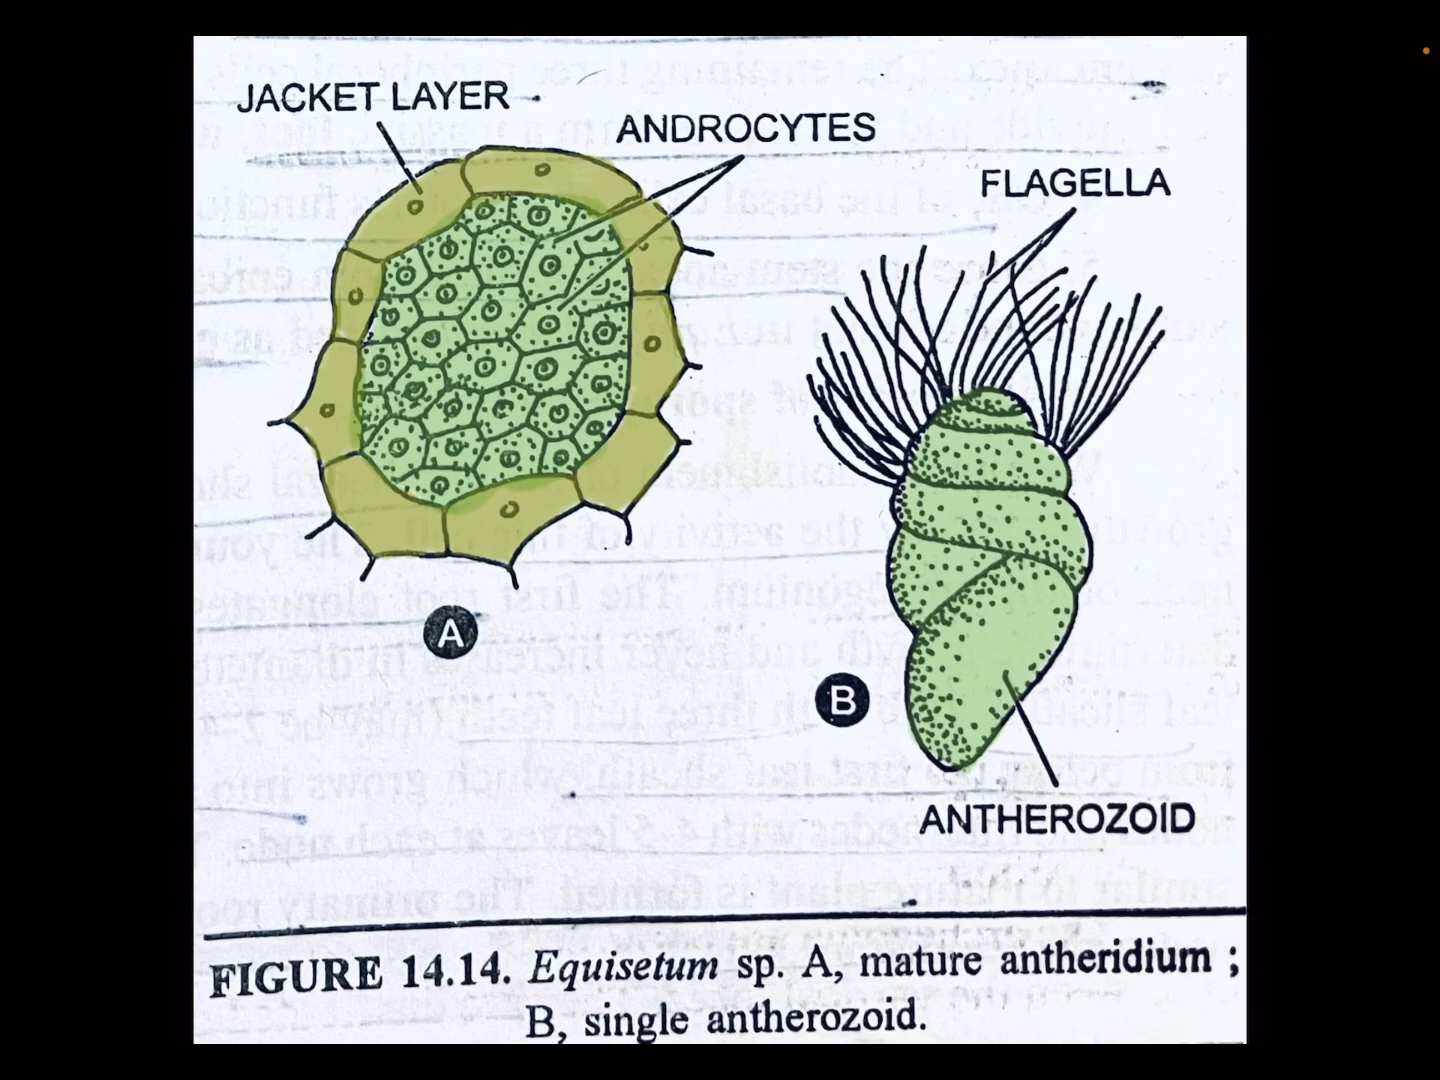 JACKET LAYER
ANDROCYTES
FLAGELLA
A
B
ANTHEROZOID
FIGURE 14.14. Equisetum sp. A, mature antheridium ;
B, single antherozoid.